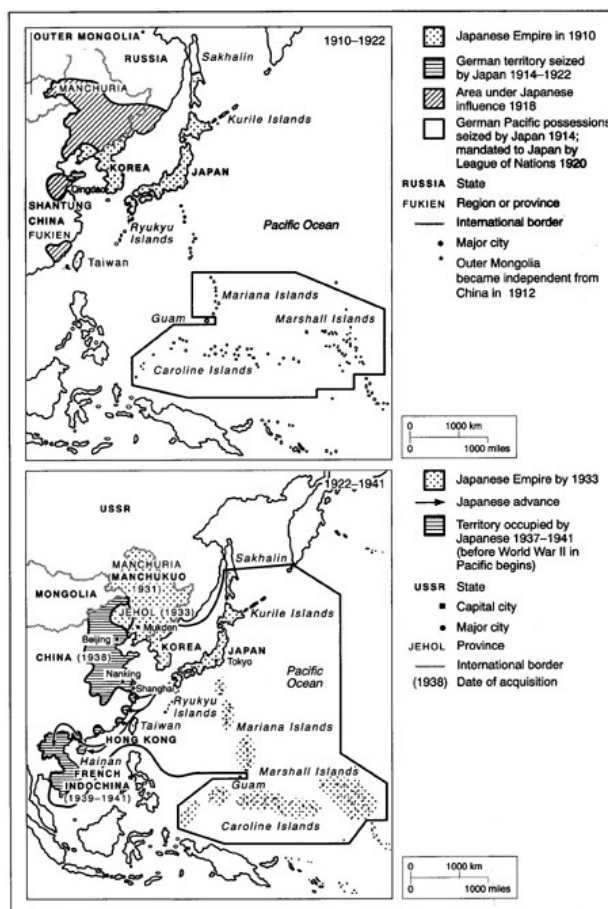 OUTER MONGOLIA*
1910–1922
RUSSIA
Sakhalin
MANCHURIA
Kurile Islands
KOREA
JAPAN
Qingdao
SHANTUNG
CHINA
FUKIEN
Ryukyu
Islands
Pacific Ocean
Taiwan
Mariana Islands
Guam
Marshall Islands
Caroline Islands
Japanese Empire in 1910
German territory seized
by Japan 1914–1922
Area under Japanese
influence 1918
German Pacific possessions
seized by Japan 1914;
mandated to Japan by
League of Nations 1920
RUSSIA State
FUKIEN Region or province
International border
Major city
* Outer Mongolia
became independent from
China in 1912
0 1000 km
0 1000 miles
1922–1941
USSR
Sakhalin
MANCHURIA
(MANCHUKUO
1931)
MONGOLIA
JEHOL (1933)
Mukden
Kurile Islands
Beijing
KOREA
JAPAN
Tokyo
CHINA (1938)
Pacific
Ocean
Nanking
Shanghai
Ryukyu
Islands
Taiwan
Mariana Islands
HONG KONG
Hainan
FRENCH
INDOCHINA
(1939–1941)
Guam
Marshall Islands
Caroline Islands
Japanese Empire by 1933
Japanese advance
Territory occupied by
Japanese 1937–1941
(before World War II in
Pacific begins)
USSR State
Capital city
Major city
JEHOL Province
International border
(1938) Date of acquisition
0 1000 km
0 1000 miles